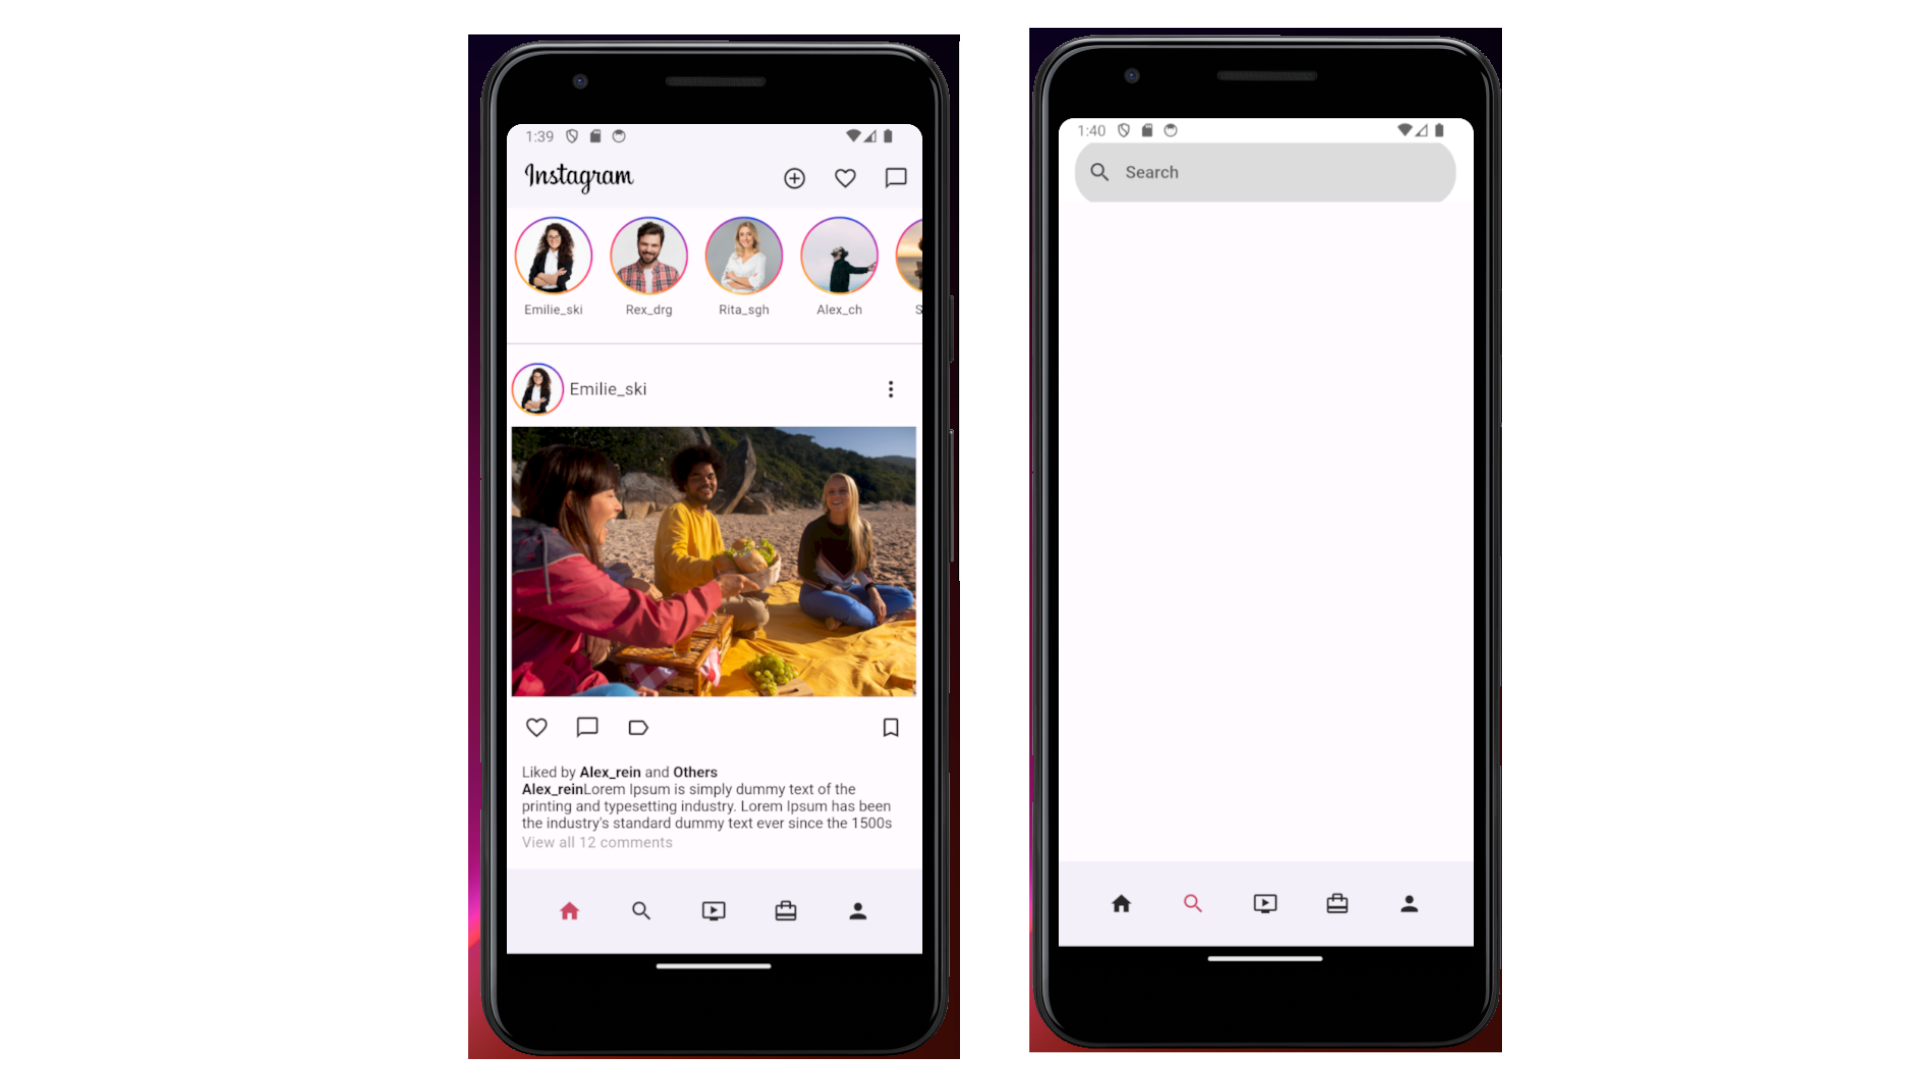 1:39
Instagram
Emilie_ski
Rex_drg
Rita_sgh
Alex_ch
S
Emilie_ski
Liked by Alex_rein and Others
Alex_reinLorem Ipsum is simply dummy text of the
printing and typesetting industry. Lorem Ipsum has been
the industry's standard dummy text ever since the 1500s
View all 12 comments
1:40
Search